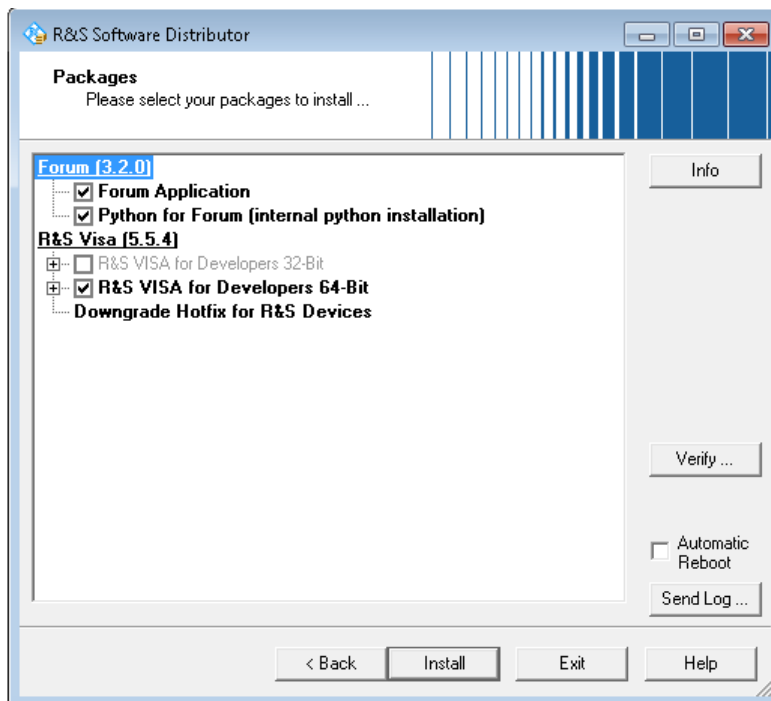 R&S Software Distributor
Packages
Please select your packages to install ...
Forum (3.2.0)
Forum Application
Python for Forum (internal python installation)
R&S Visa (5.5.4)
R&S VISA for Developers 32-Bit
R&S VISA for Developers 64-Bit
Downgrade Hotfix for R&S Devices
Info
Verify ...
Automatic
Reboot
Send Log ...
< Back
Install
Exit
Help